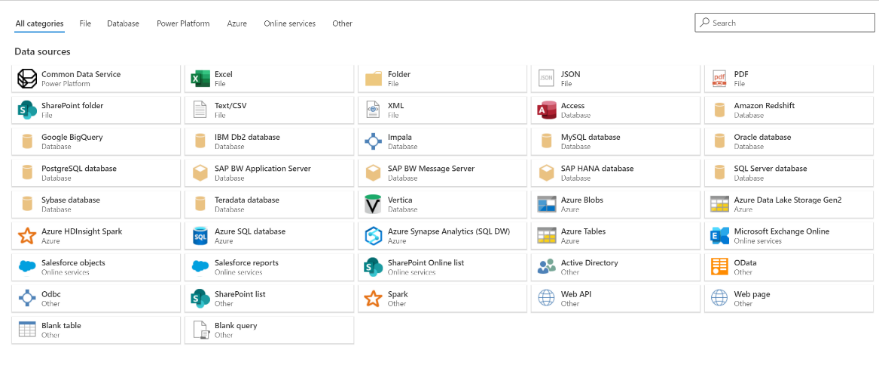 All categories File Database Power Platform Azure Online services Other Search
Data sources
Common Data Service
Power Platform
Excel
File
Folder
File
JSON
JSON
File
pdf
PDF
File
S
SharePoint folder
File
Text/CSV
File
XML
File
A
Access
Database
Amazon Redshift
Database
Google BigQuery
Database
IBM Db2 database
Database
Impala
Database
MySQL database
Database
Oracle database
Database
PostgreSQL database
Database
SAP BW Application Server
Database
SAP BW Message Server
Database
SAP HANA database
Database
SQL Server database
Database
Sybase database
Database
Teradata database
Database
V
Vertica
Database
Azure Blobs
Azure
Azure Data Lake Storage Gen2
Azure
Azure HDInsight Spark
Azure
SQL
Azure SQL database
Azure
Azure Synapse Analytics (SQL DW)
Azure
Azure Tables
Azure
E
Microsoft Exchange Online
Online services
Salesforce objects
Online services
Salesforce reports
Online services
S
SharePoint Online list
Online services
Active Directory
Other
OData
Other
Odbc
Other
S
SharePoint list
Other
Spark
Other
Web API
Other
Web page
Other
Blank table
Other
Blank query
Other